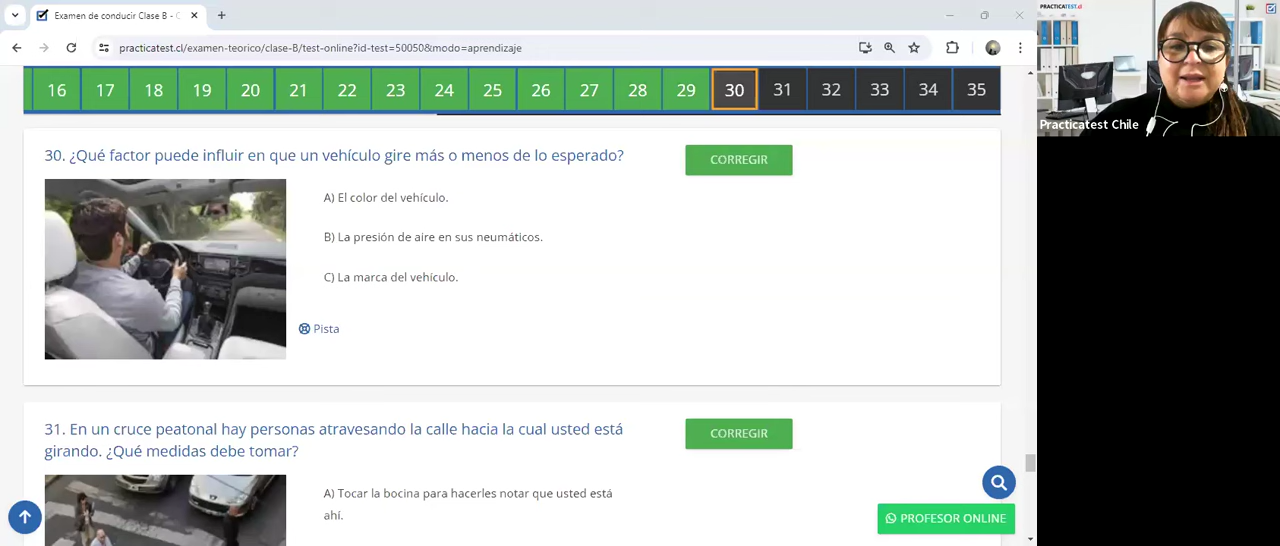 Examen de conducir Clase B - C
practicatest.cl/examen-teorico/clase-B/test-online?id-test=50050&modo=aprendizaje
16 17 18 19 20 21 22 23 24 25 26 27 28 29 30 31 32 33 34 35
30. ¿Qué factor puede influir en que un vehículo gire más o menos de lo esperado?
CORREGIR
A) El color del vehículo.
B) La presión de aire en sus neumáticos.
C) La marca del vehículo.
Pista
31. En un cruce peatonal hay personas atravesando la calle hacia la cual usted está
girando. ¿Qué medidas debe tomar?
CORREGIR
A) Tocar la bocina para hacerles notar que usted está
ahí.
PROFESOR ONLINE
PRACTICATEST.cl
Practicatest Chile